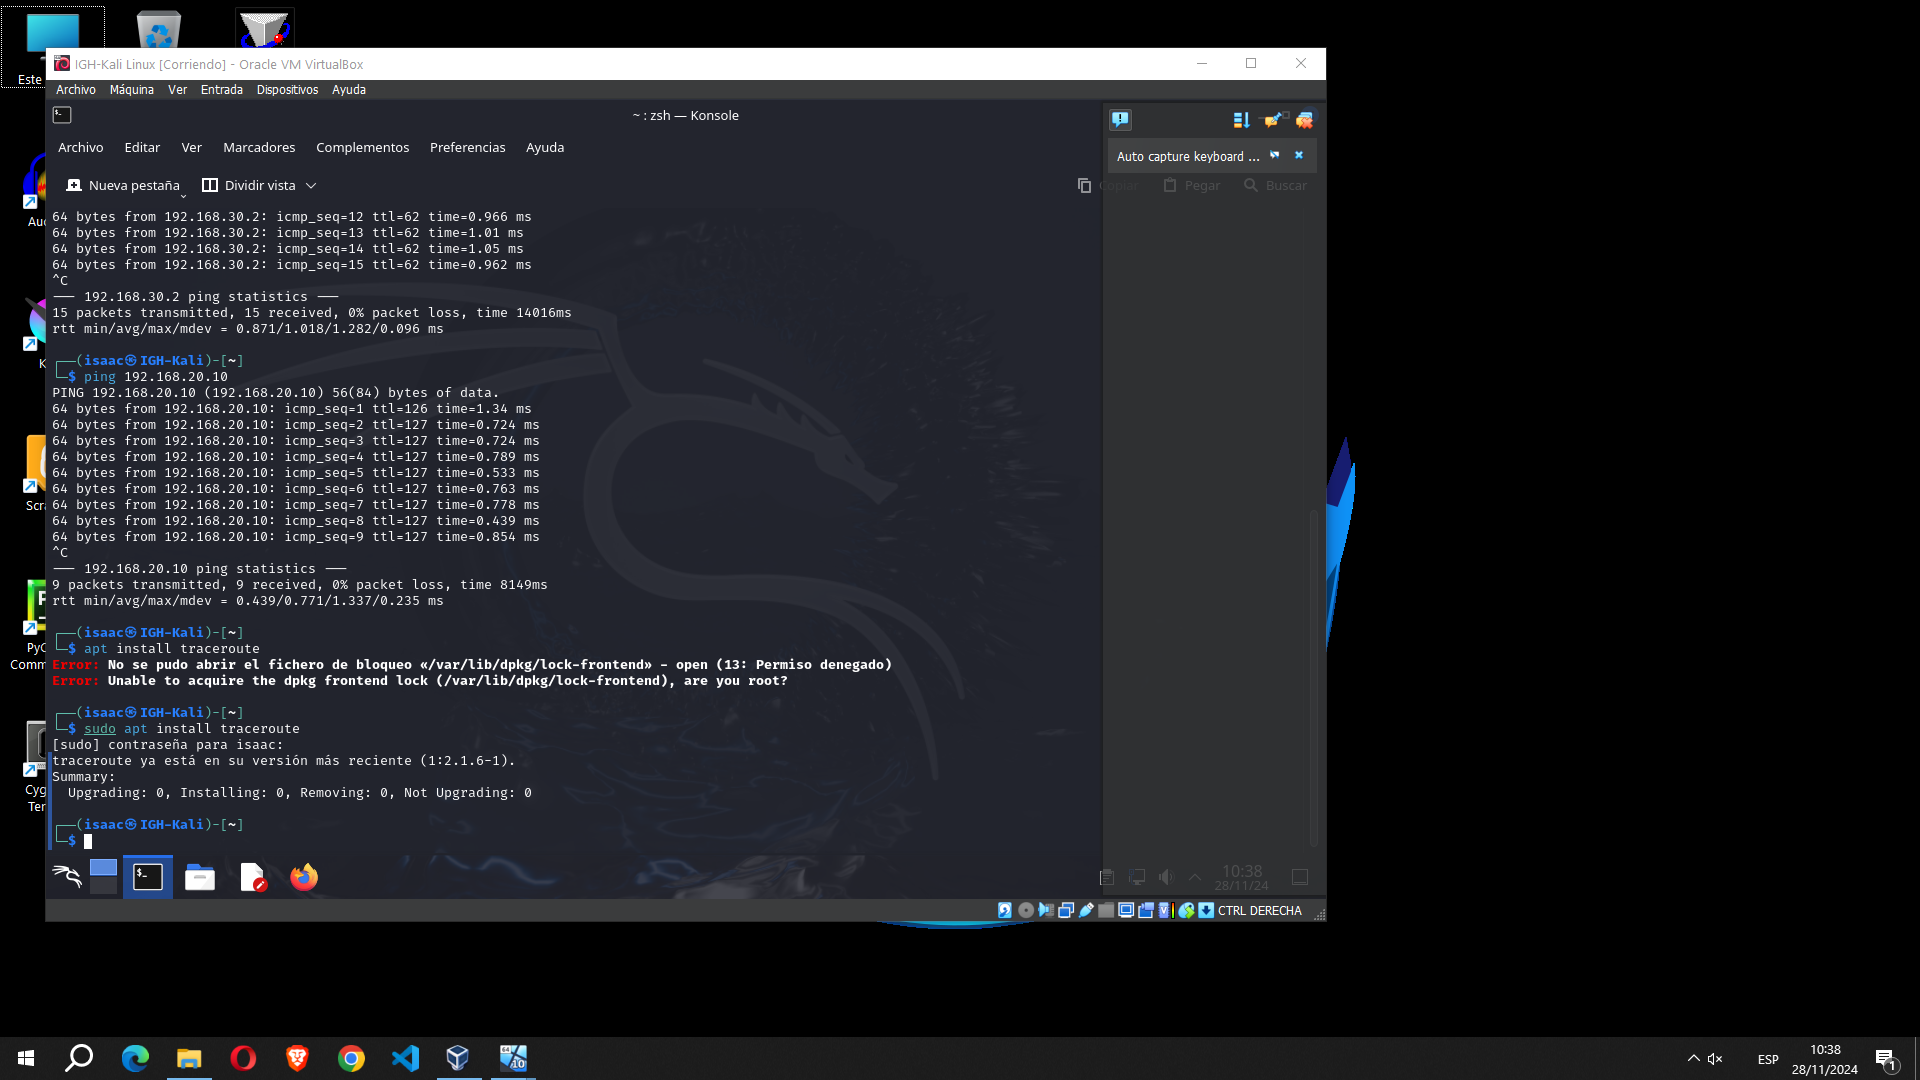 Este
IGH-Kali Linux [Corriendo] - Oracle VM VirtualBox
Archivo Máquina Ver Entrada Dispositivos Ayuda
~ : zsh — Konsole
Archivo Editar Ver Marcadores Complementos Preferencias Ayuda
Auto capture keyboard ...
Nueva pestaña Dividir vista Copiar Pegar Buscar
64 bytes from 192.168.30.2: icmp_seq=12 ttl=62 time=0.966 ms
64 bytes from 192.168.30.2: icmp_seq=13 ttl=62 time=1.01 ms
64 bytes from 192.168.30.2: icmp_seq=14 ttl=62 time=1.05 ms
64 bytes from 192.168.30.2: icmp_seq=15 ttl=62 time=0.962 ms
^C
--- 192.168.30.2 ping statistics ---
15 packets transmitted, 15 received, 0% packet loss, time 14016ms
rtt min/avg/max/mdev = 0.871/1.018/1.282/0.096 ms
┌──(isaac㉿IGH-Kali)-[~]
└─$ ping 192.168.20.10
PING 192.168.20.10 (192.168.20.10) 56(84) bytes of data.
64 bytes from 192.168.20.10: icmp_seq=1 ttl=126 time=1.34 ms
64 bytes from 192.168.20.10: icmp_seq=2 ttl=127 time=0.724 ms
64 bytes from 192.168.20.10: icmp_seq=3 ttl=127 time=0.724 ms
64 bytes from 192.168.20.10: icmp_seq=4 ttl=127 time=0.789 ms
64 bytes from 192.168.20.10: icmp_seq=5 ttl=127 time=0.533 ms
64 bytes from 192.168.20.10: icmp_seq=6 ttl=127 time=0.763 ms
64 bytes from 192.168.20.10: icmp_seq=7 ttl=127 time=0.778 ms
64 bytes from 192.168.20.10: icmp_seq=8 ttl=127 time=0.439 ms
64 bytes from 192.168.20.10: icmp_seq=9 ttl=127 time=0.854 ms
^C
--- 192.168.20.10 ping statistics ---
9 packets transmitted, 9 received, 0% packet loss, time 8149ms
rtt min/avg/max/mdev = 0.439/0.771/1.337/0.235 ms
┌──(isaac㉿IGH-Kali)-[~]
└─$ apt install traceroute
Error: No se pudo abrir el fichero de bloqueo «/var/lib/dpkg/lock-frontend» - open (13: Permiso denegado)
Error: Unable to acquire the dpkg frontend lock (/var/lib/dpkg/lock-frontend), are you root?
┌──(isaac㉿IGH-Kali)-[~]
└─$ sudo apt install traceroute
[sudo] contraseña para isaac:
traceroute ya está en su versión más reciente (1:2.1.6-1).
Summary:
Upgrading: 0, Installing: 0, Removing: 0, Not Upgrading: 0
┌──(isaac㉿IGH-Kali)-[~]
└─$
10:38
28/11/24
CTRL DERECHA
ESP
10:38
28/11/2024
1